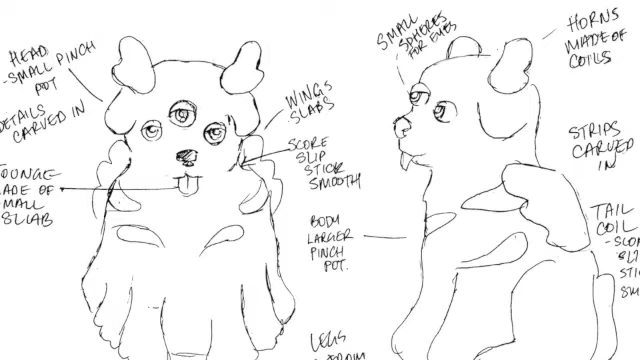 HEAD
-SMALL PINCH
POT
DETAILS
CARVED IN
TOUNGE
MADE OF
SMALL
SLAB
WINGS
SLABS
SCORE
SLIP
STICK
SMOOTH
BODY
LARGER
PINCH
POT.
LEGS
SMALL
SPHERES
FOR EYES
HORNS
MADE OF
COILS
STRIPS
CARVED
IN
TAIL
COIL